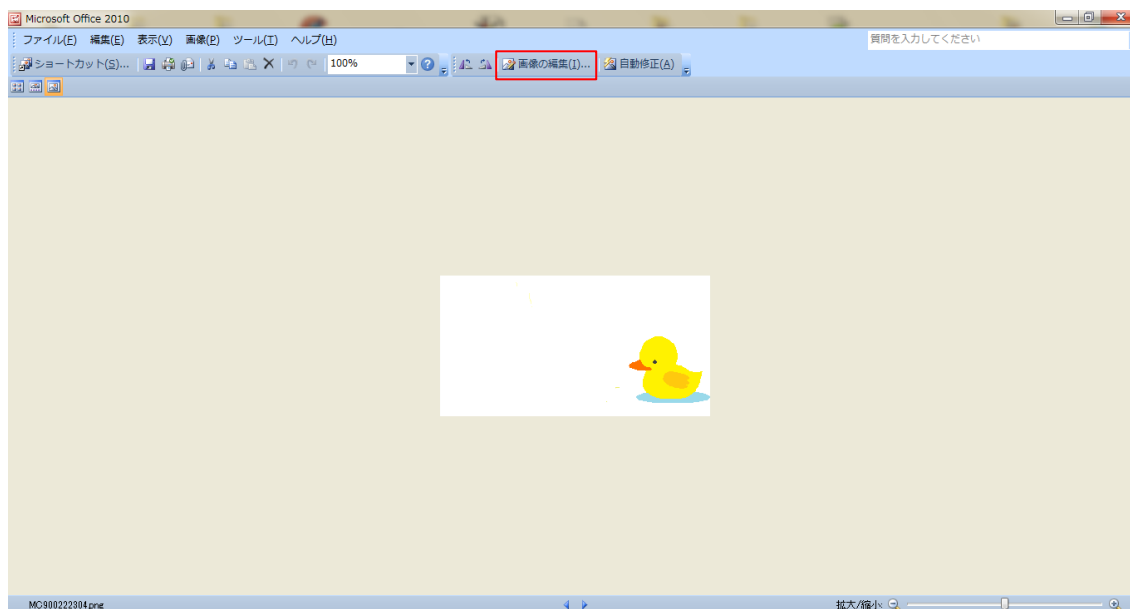 Microsoft Office 2010
ファイル(F) 編集(E) 表示(V) 画像(P) ツール(T) ヘルプ(H) 質問を入力してください
ショートカット(S)... 100% 画像の編集(I)... 自動修正(A)
MC900222304.png 拡大/縮小